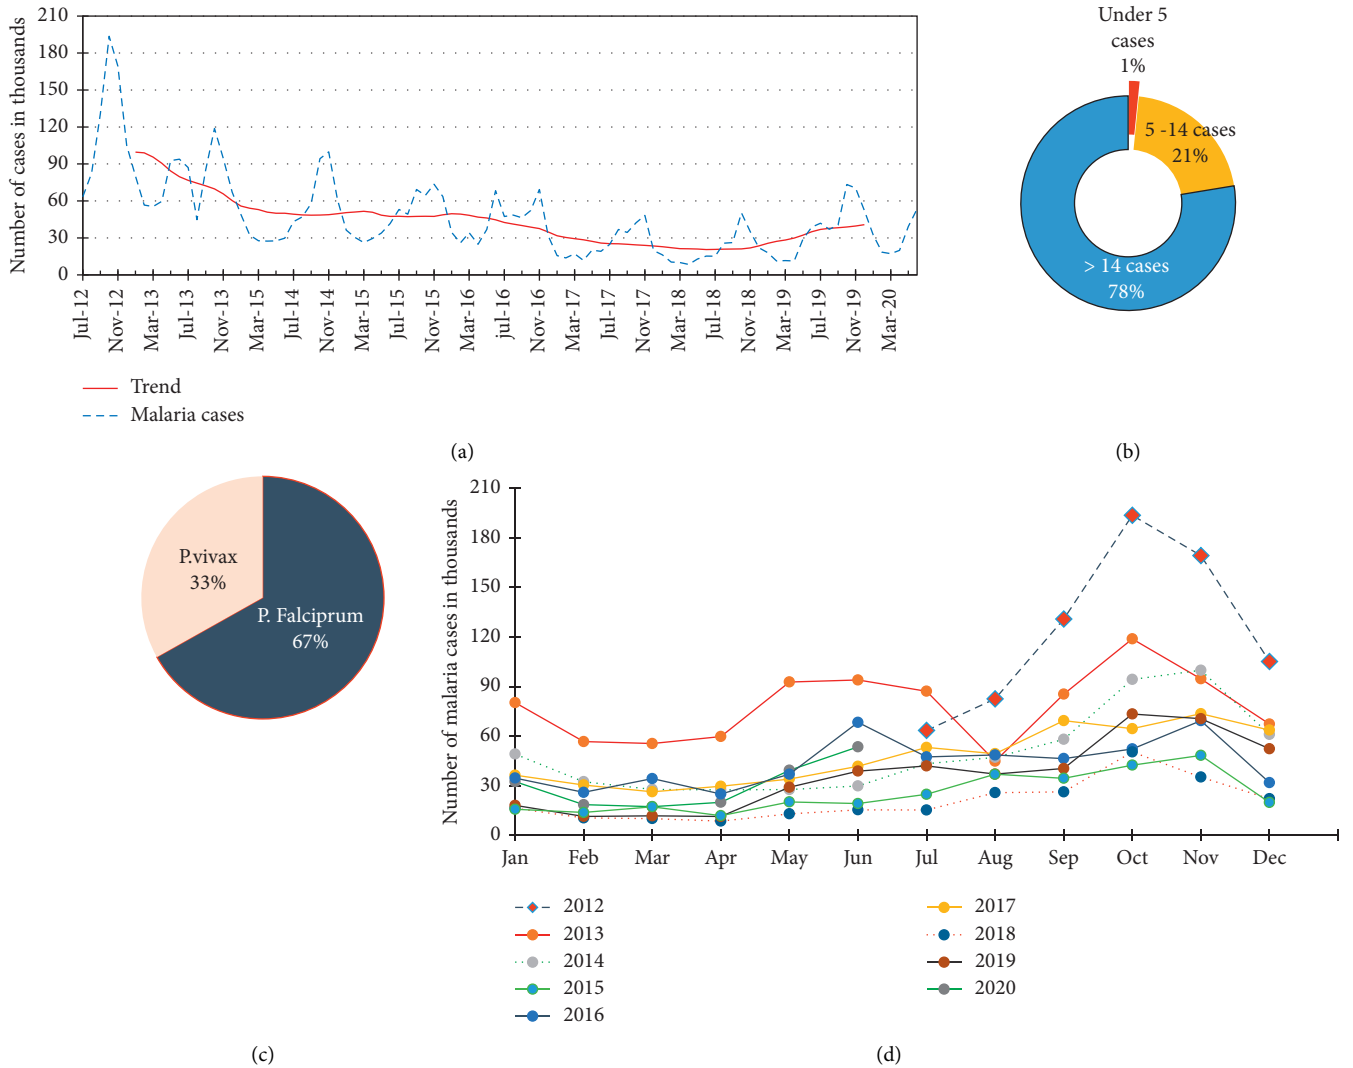 Number of cases in thousands
210
180
150
120
90
60
30
0
Jul-12
Nov-12
Mar-13
Jul-13
Nov-13
Mar-15
Jul-14
Nov-14
Mar-15
Jul-15
Nov-15
Mar-16
jul-16
Nov-16
Mar-17
Jul-17
Nov-17
Mar-18
Jul-18
Nov-18
Mar-19
Jul-19
Nov-19
Mar-20
Trend
Malaria cases
(a)
Under 5
cases
1%
5 -14 cases
21%
> 14 cases
78%
(b)
P.vivax
33%
P. Falciprum
67%
(c)
Number of malaria cases in thousands
210
180
150
120
90
60
30
0
Jan
Feb
Mar
Apr
May
Jun
Jul
Aug
Sep
Oct
Nov
Dec
2012
2013
2014
2015
2016
2017
2018
2019
2020
(d)